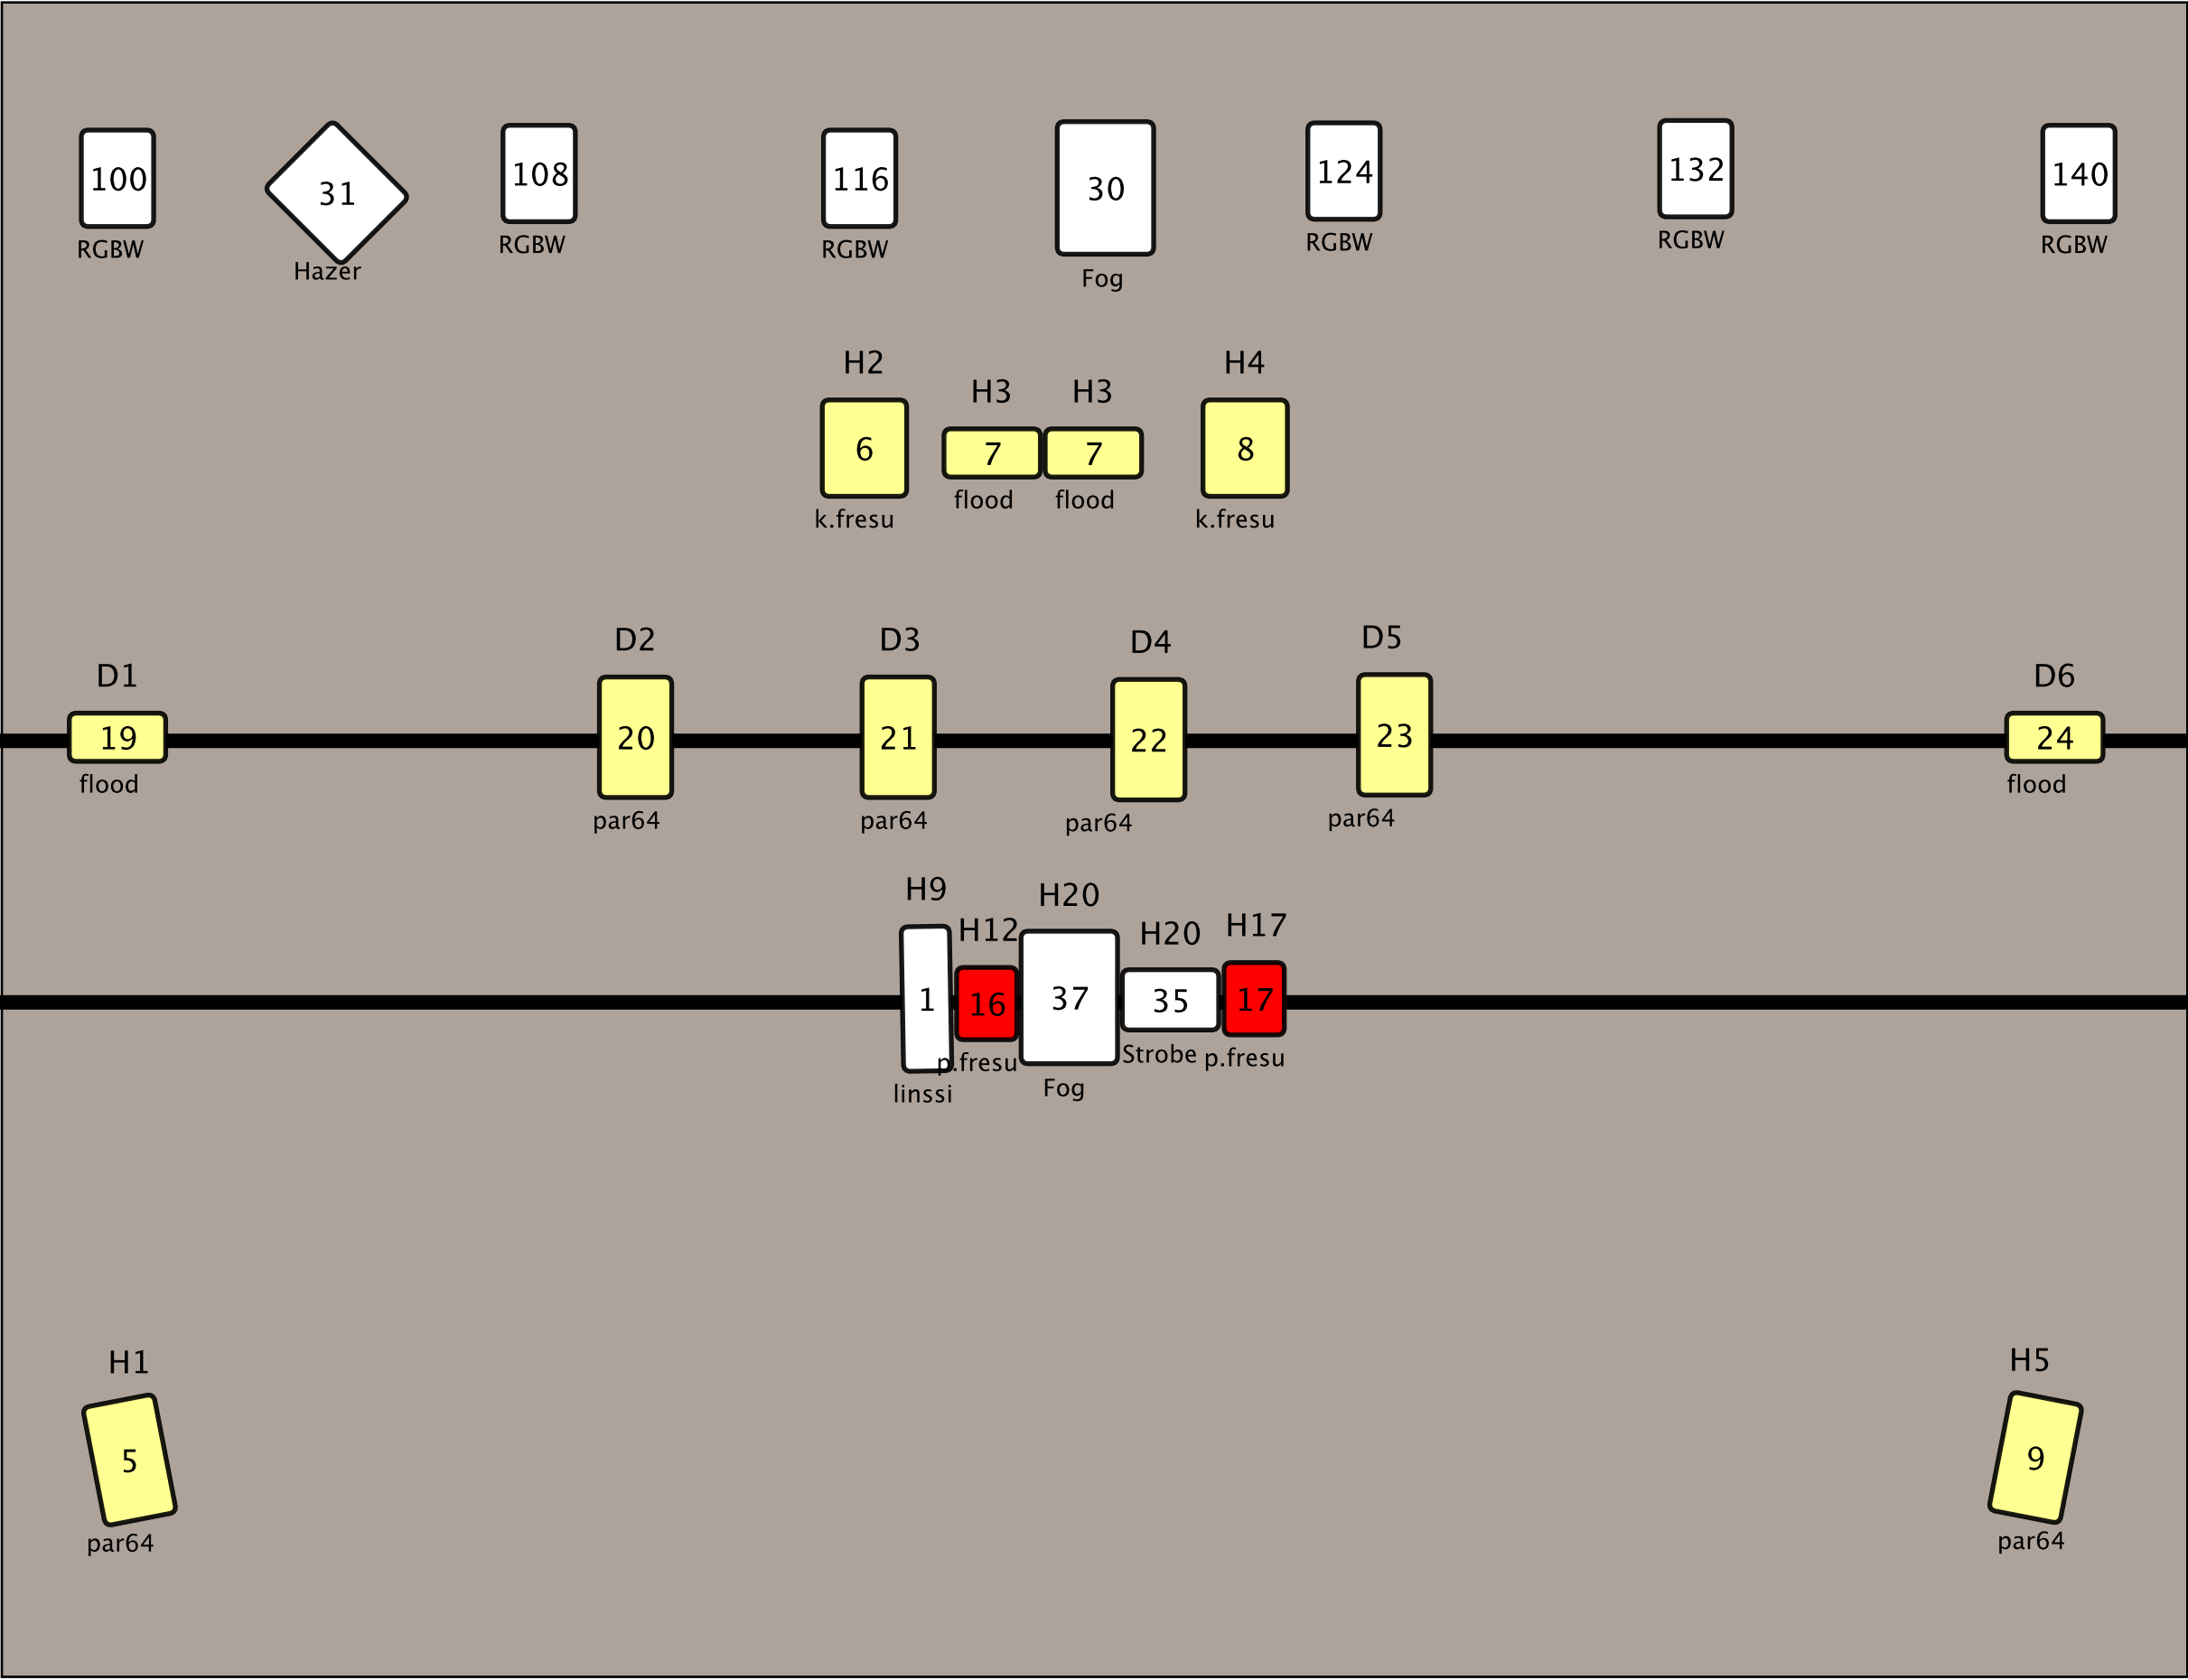 100
RGBW
31
Hazer
108
RGBW
116
RGBW
30
Fog
124
RGBW
132
RGBW
140
RGBW
H2
6
k.fresu
H3
7
flood
H3
7
flood
H4
8
k.fresu
D1
19
flood
D2
20
par64
D3
21
par64
D4
22
par64
D5
23
par64
D6
24
flood
H9
1
linssi
H12
16
p.fresu
H20
37
Fog
H20
35
Strobe
H17
17
p.fresu
H1
5
par64
H5
9
par64